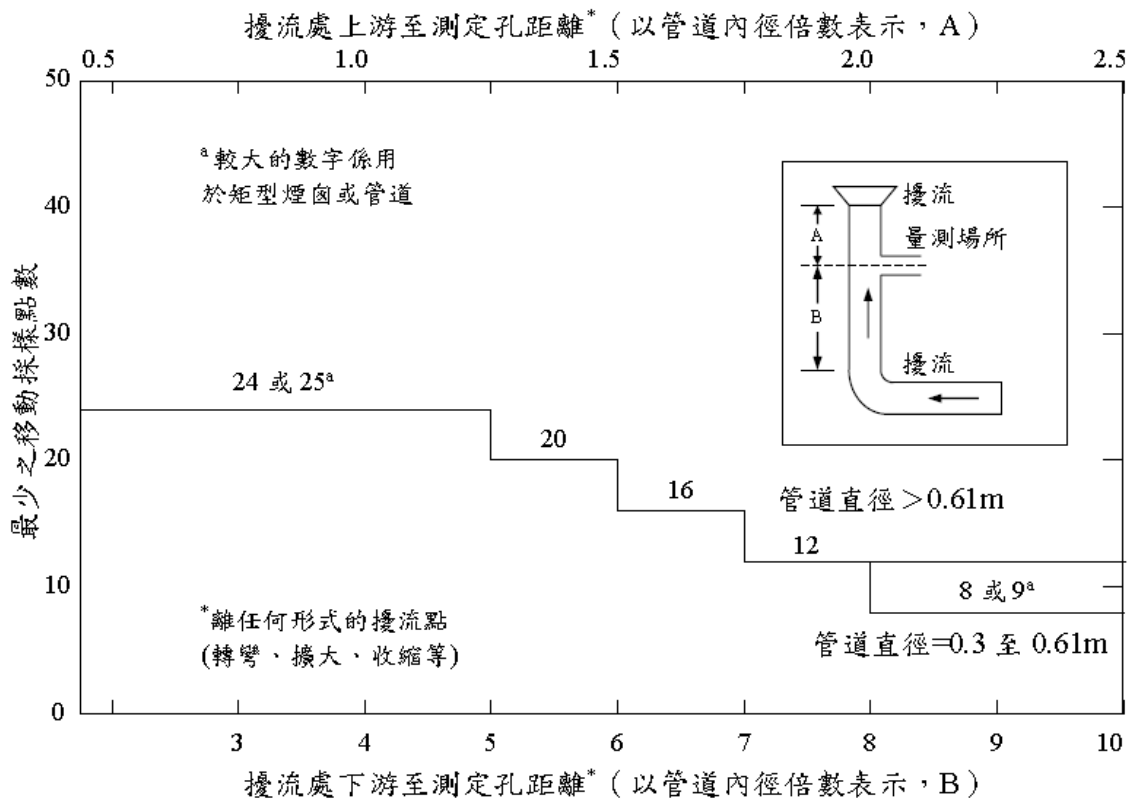 擾流處上游至測定孔距離*（以管道內徑倍數表示，A）
0.5 1.0 1.5 2.0 2.5
50
40
30
20
10
0
最少之移動採樣點數
a 較大的數字係用
於矩型煙囪或管道
擾流
量測場所
A
B
擾流
24 或 25a
20
16
管道直徑＞0.61m
12
8 或 9a
管道直徑=0.3 至 0.61m
*離任何形式的擾流點
(轉彎、擴大、收縮等)
3 4 5 6 7 8 9 10
擾流處下游至測定孔距離*（以管道內徑倍數表示，B）